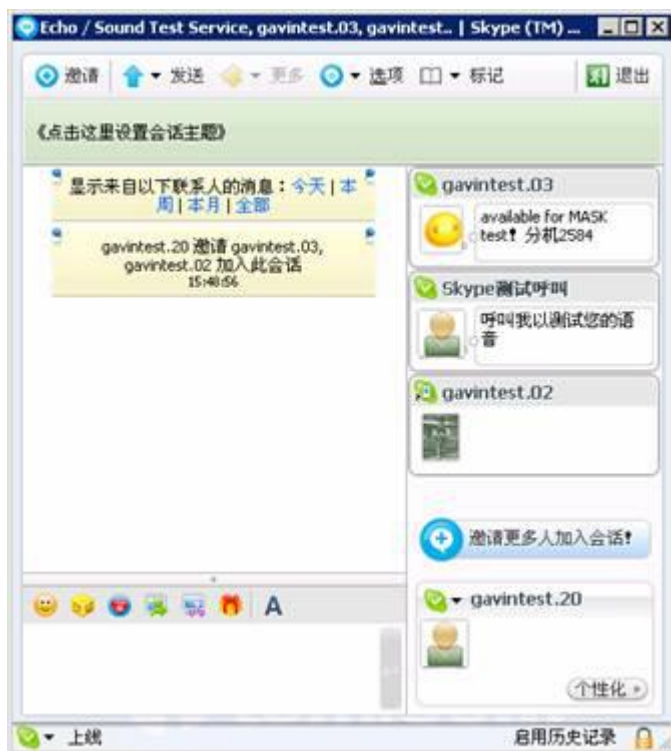 Echo / Sound Test Service, gavintest.03, gavintest.. | Skype (TM) ...
邀请 发送 更多 选项 标记 退出
《点击这里设置会话主题》
显示来自以下联系人的消息：今天 | 本
周 | 本月 | 全部
gavintest.20 邀请 gavintest.03,
gavintest.02 加入此会话
15:48:56
gavintest.03
available for MASK
test! 分机2584
Skype测试呼叫
呼叫我以测试您的语
音
gavintest.02
邀请更多人加入会话!
A
gavintest.20
个性化 »
上线 启用历史记录